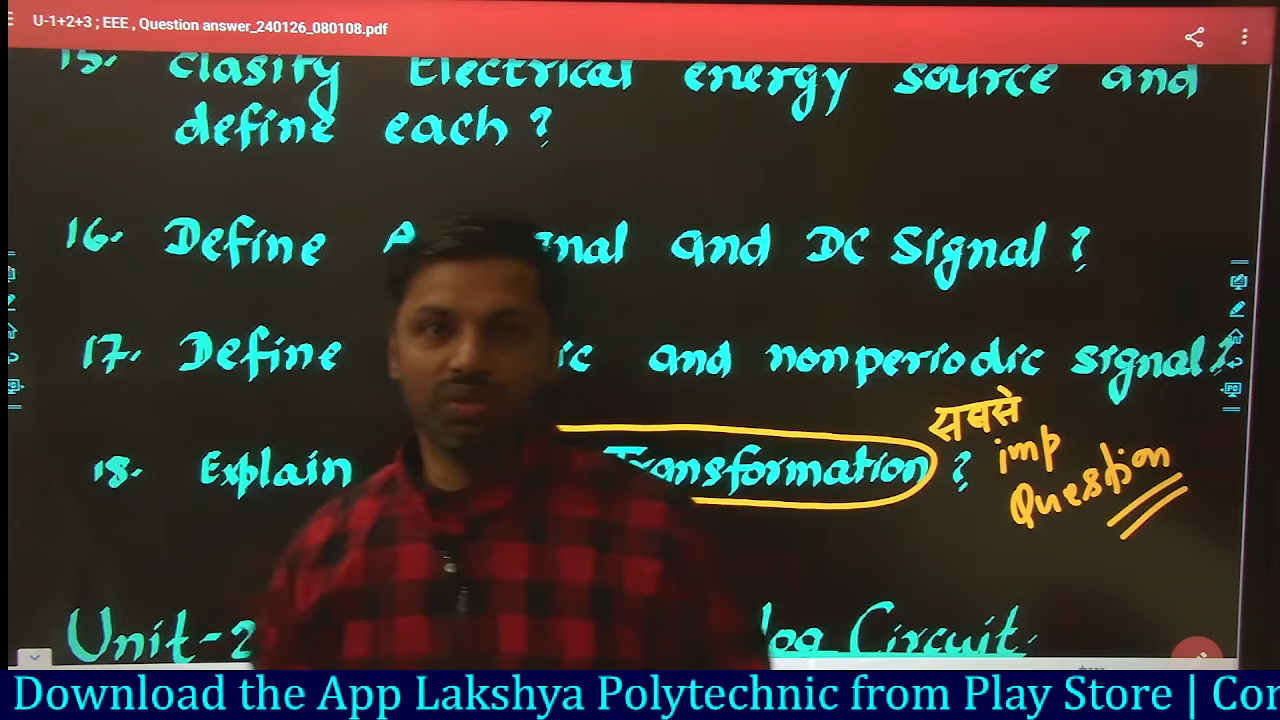 U-1+2+3 ; EEE , Question answer_240126_080108.pdf
15. Clasify Electrical energy source and
define each ?
16. Define and DC Signal ?
17. Define and nonperiodic signal ?
18. Explain Transformation ?
सबसे
imp
Question
Unit-2 Circuit.
Download the App Lakshya Polytechnic from Play Store |